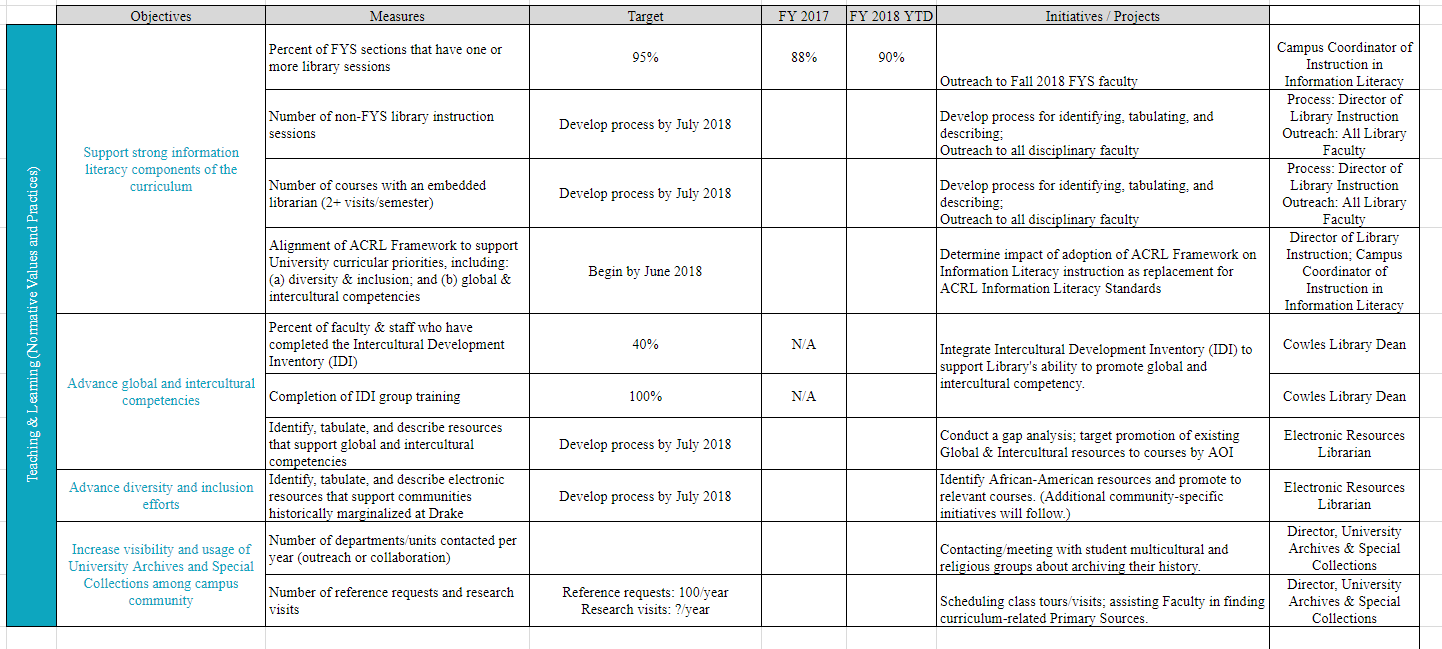 Objectives
Measures
Target
FY 2017
FY 2018 YTD
Initiatives / Projects
Teaching & Learning (Normative Values and Practices)
Support strong information
literacy components of the
curriculum
Percent of FYS sections that have one or
more library sessions
95%
88%
90%
Outreach to Fall 2018 FYS faculty
Campus Coordinator of
Instruction in
Information Literacy
Number of non-FYS library instruction
sessions
Develop process by July 2018
Develop process for identifying, tabulating, and
describing;
Outreach to all disciplinary faculty
Process: Director of
Library Instruction
Outreach: All Library
Faculty
Number of courses with an embedded
librarian (2+ visits/semester)
Develop process by July 2018
Develop process for identifying, tabulating, and
describing;
Outreach to all disciplinary faculty
Process: Director of
Library Instruction
Outreach: All Library
Faculty
Alignment of ACRL Framework to support
University curricular priorities, including:
(a) diversity & inclusion; and (b) global &
intercultural competencies
Begin by June 2018
Determine impact of adoption of ACRL Framework on
Information Literacy instruction as replacement for
ACRL Information Literacy Standards
Director of Library
Instruction; Campus
Coordinator of
Instruction in
Information Literacy
Advance global and intercultural
competencies
Percent of faculty & staff who have
completed the Intercultural Development
Inventory (IDI)
40%
N/A
Integrate Intercultural Development Inventory (IDI) to
support Library's ability to promote global and
intercultural competency.
Cowles Library Dean
Completion of IDI group training
100%
N/A
Cowles Library Dean
Identify, tabulate, and describe resources
that support global and intercultural
competencies
Develop process by July 2018
Conduct a gap analysis; target promotion of existing
Global & Intercultural resources to courses by AOI
Electronic Resources
Librarian
Advance diversity and inclusion
efforts
Identify, tabulate, and describe electronic
resources that support communities
historically marginalized at Drake
Develop process by July 2018
Identify African-American resources and promote to
relevant courses. (Additional community-specific
initiatives will follow.)
Electronic Resources
Librarian
Increase visibility and usage of
University Archives and Special
Collections among campus
community
Number of departments/units contacted per
year (outreach or collaboration)
Contacting/meeting with student multicultural and
religious groups about archiving their history.
Director, University
Archives & Special
Collections
Number of reference requests and research
visits
Reference requests: 100/year
Research visits: ?/year
Scheduling class tours/visits; assisting Faculty in finding
curriculum-related Primary Sources.
Director, University
Archives & Special
Collections